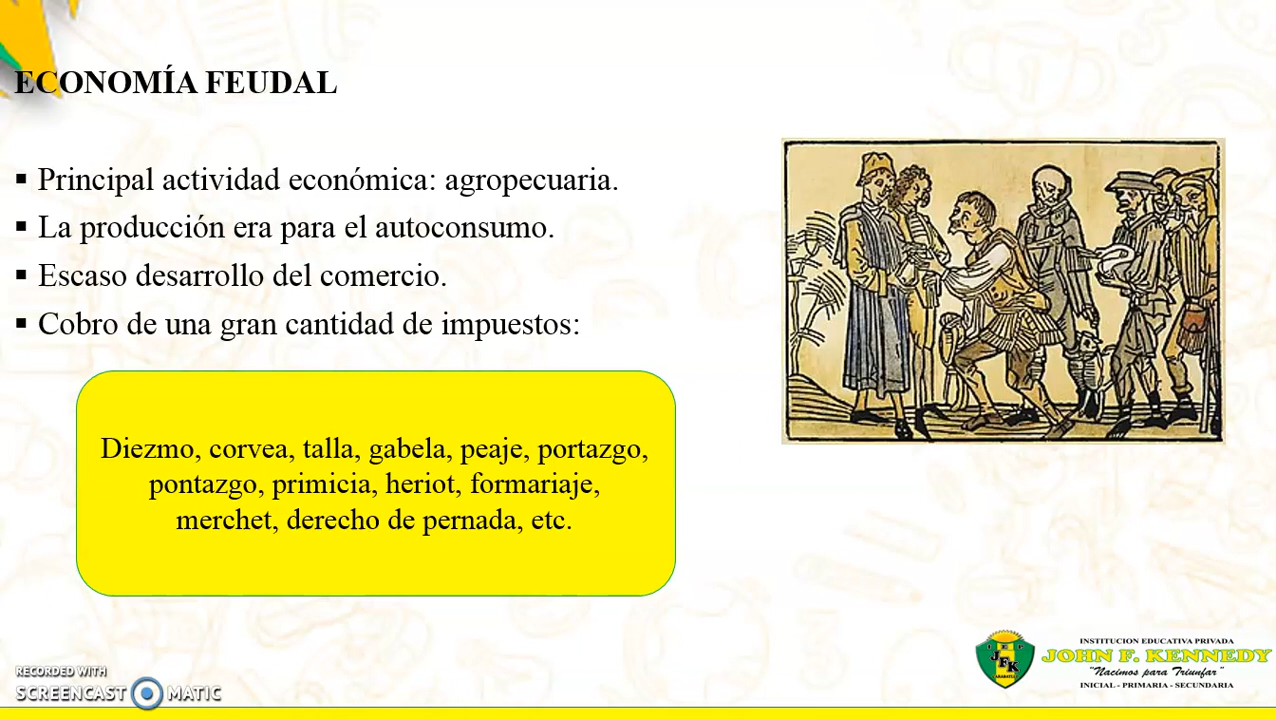 ECONOMÍA FEUDAL
▪ Principal actividad económica: agropecuaria.
▪ La producción era para el autoconsumo.
▪ Escaso desarrollo del comercio.
▪ Cobro de una gran cantidad de impuestos:
Diezmo, corvea, talla, gabela, peaje, portazgo,
pontazgo, primicia, heriot, formariaje,
merchet, derecho de pernada, etc.
INSTITUCION EDUCATIVA PRIVADA
JOHN F. KENNEDY
"Nacimos para Triunfar"
INICIAL - PRIMARIA - SECUNDARIA
I E P
JFK
RECORDED WITH
SCREENCAST MATIC